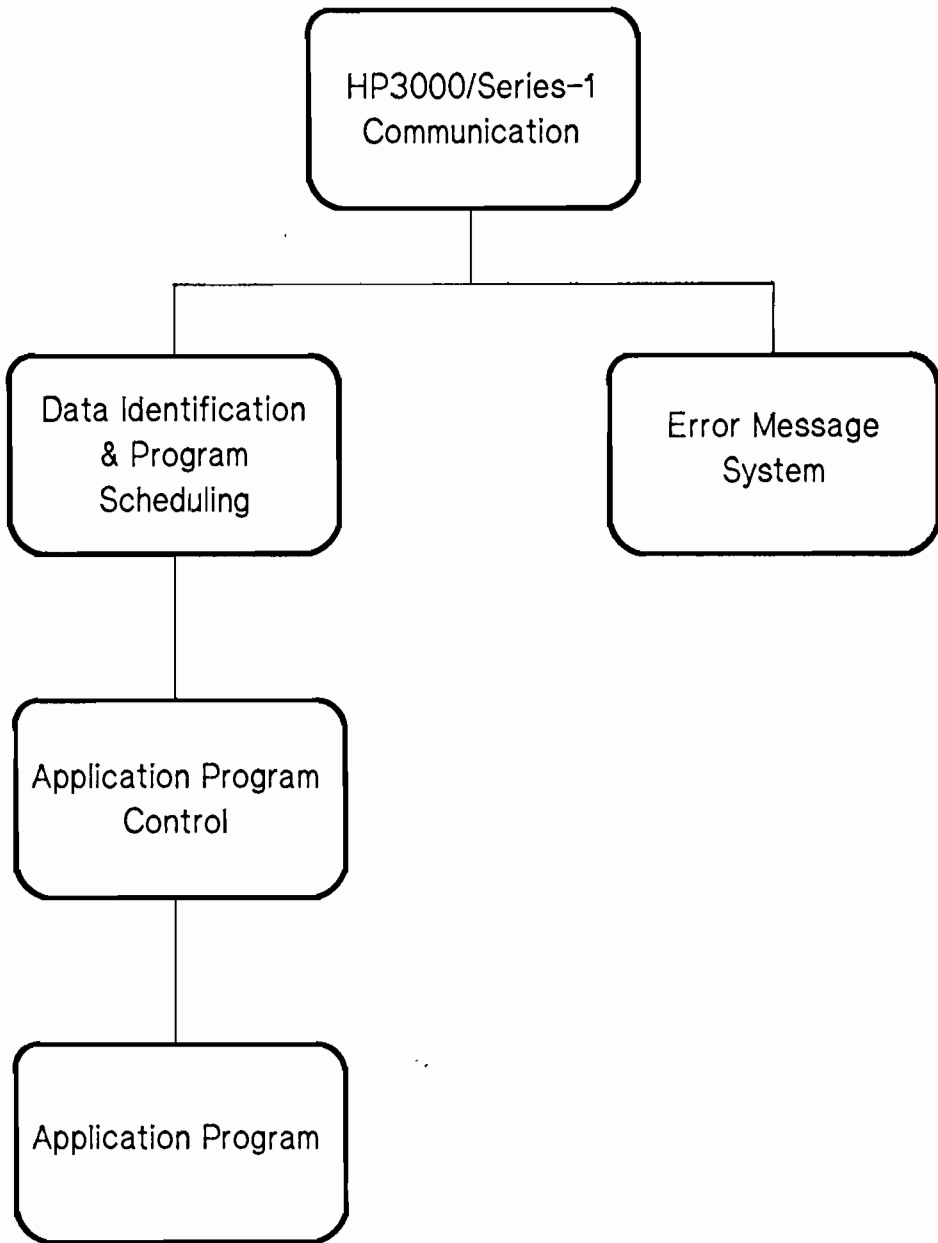 HP3000/Series-1
Communication
Data Identification
& Program
Scheduling
Error Message
System
Application Program
Control
Application Program